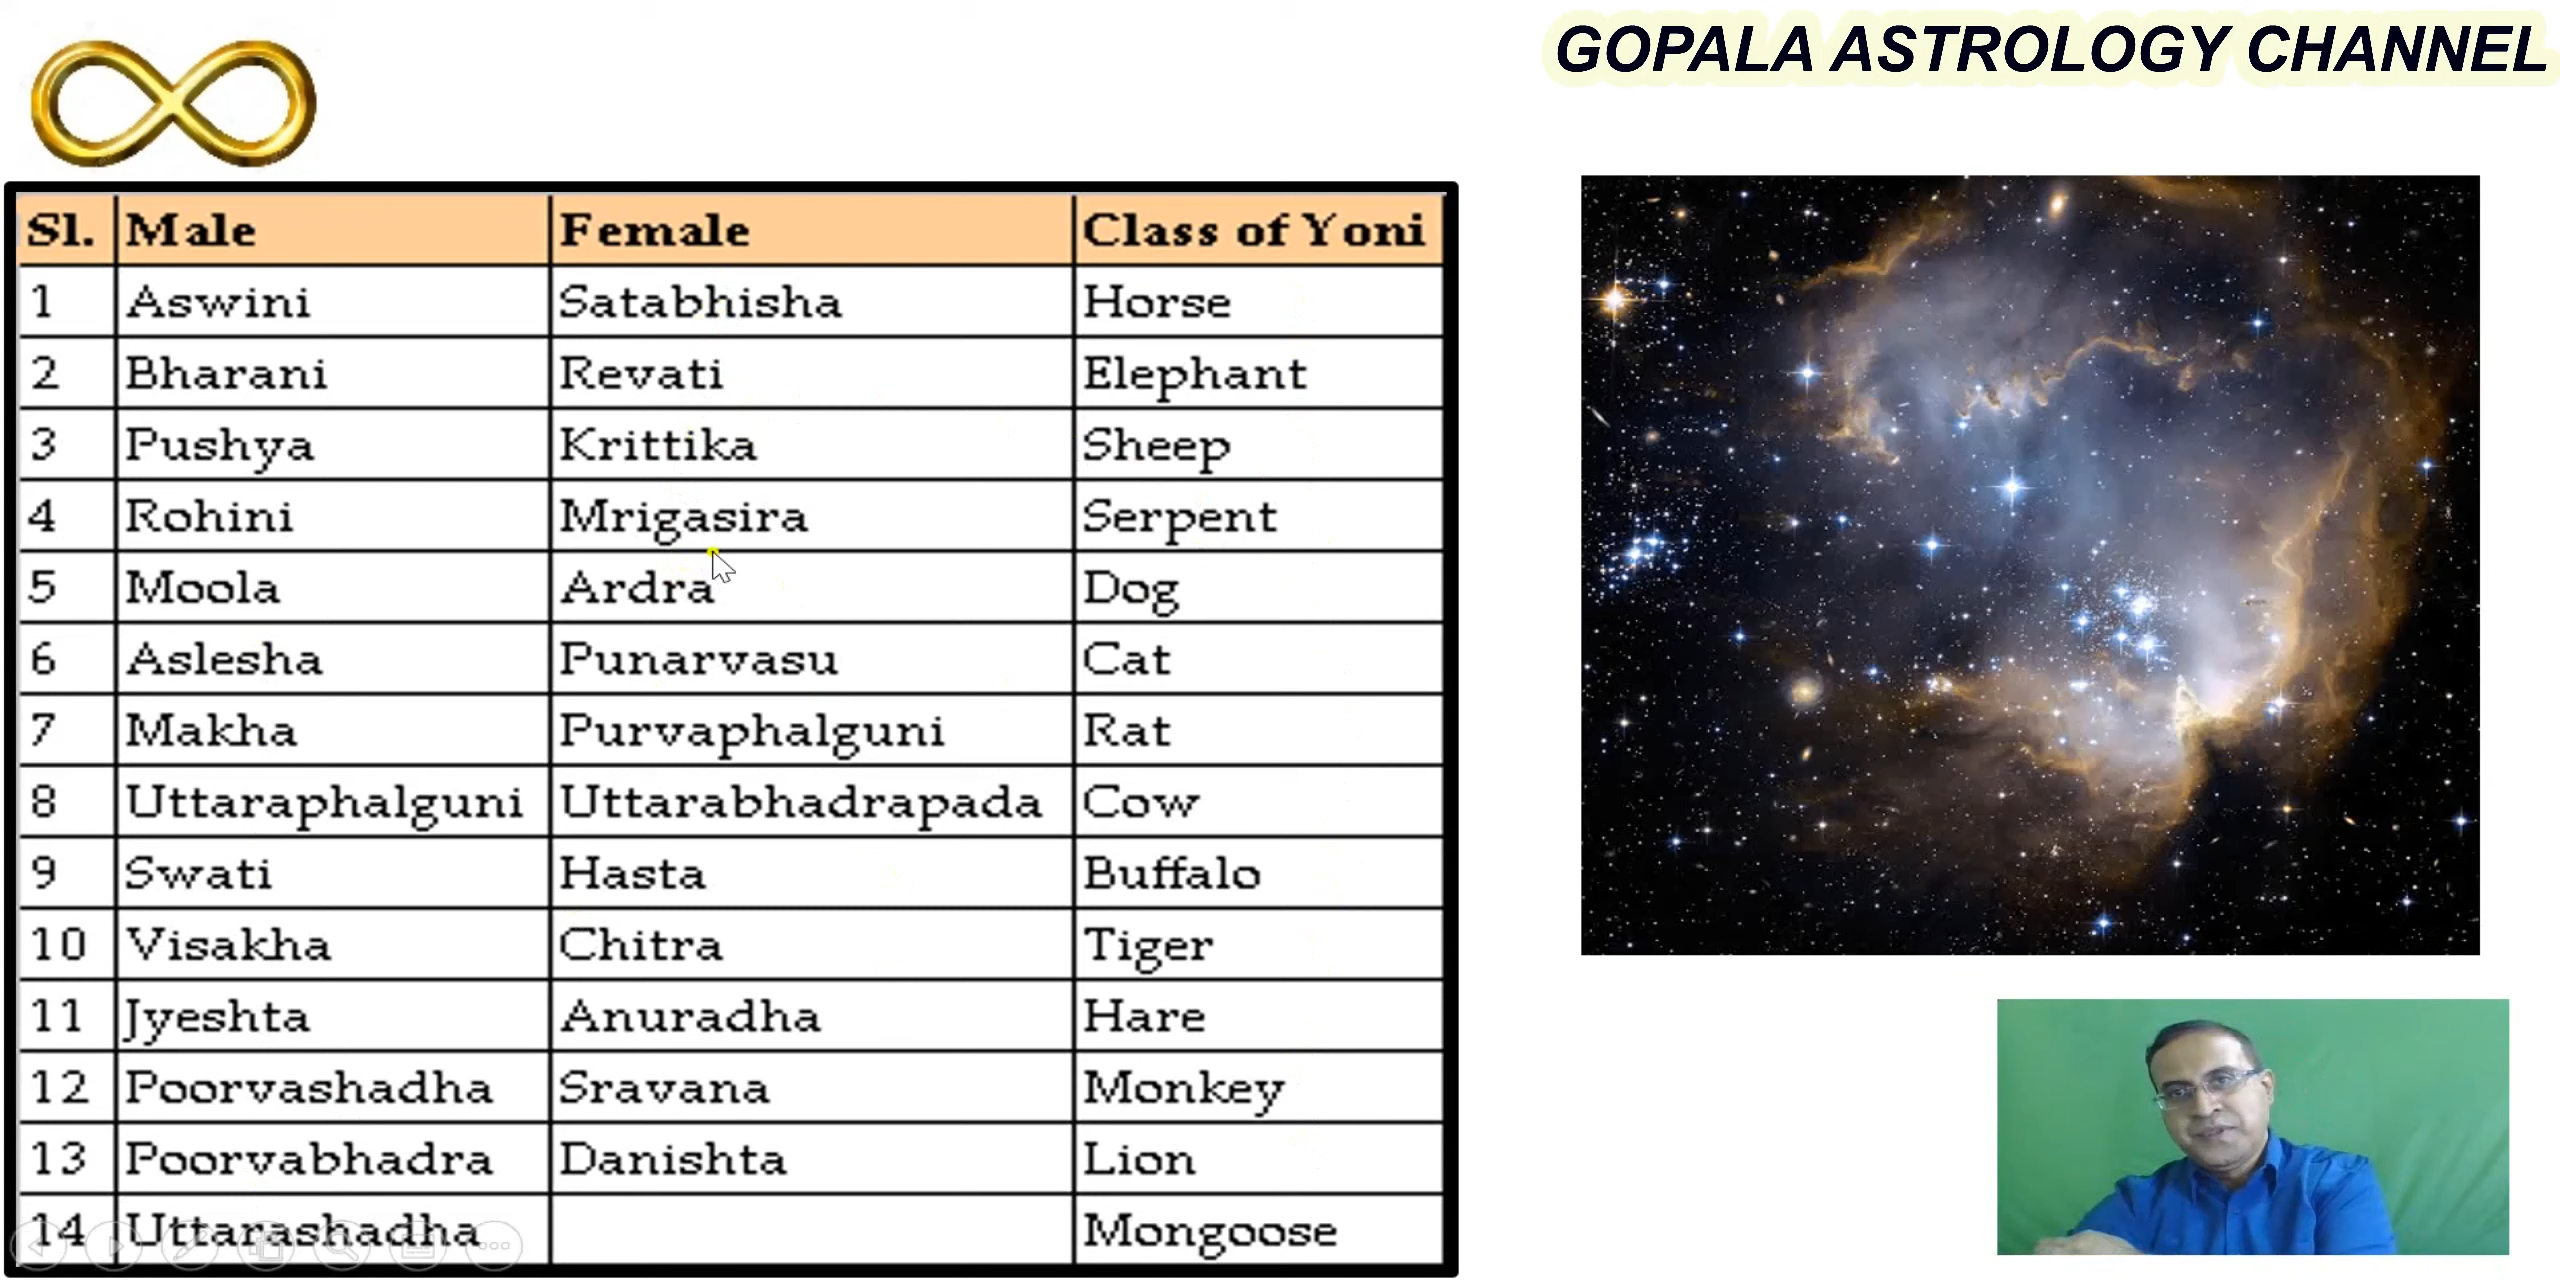 GOPALA ASTROLOGY CHANNEL
Sl. Male Female Class of Yoni
1 Aswini Satabhisha Horse
2 Bharani Revati Elephant
3 Pushya Krittika Sheep
4 Rohini Mrigasira Serpent
5 Moola Ardra Dog
6 Aslesha Punarvasu Cat
7 Makha Purvaphalguni Rat
8 Uttaraphalguni Uttarabhadrapada Cow
9 Swati Hasta Buffalo
10 Visakha Chitra Tiger
11 Jyeshta Anuradha Hare
12 Poorvashadha Sravana Monkey
13 Poorvabhadra Danishta Lion
14 Uttarashadha Mongoose